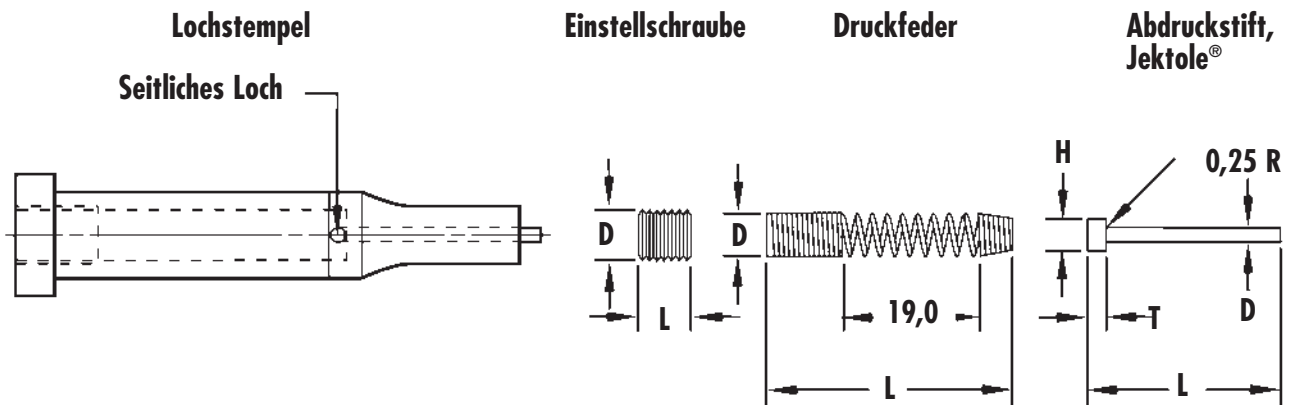 Lochstempel
Einstellschraube
Druckfeder
Abdruckstift,
Jektole®
Seitliches Loch
H
0,25 R
D
D
L
19,0
T
D
L
L